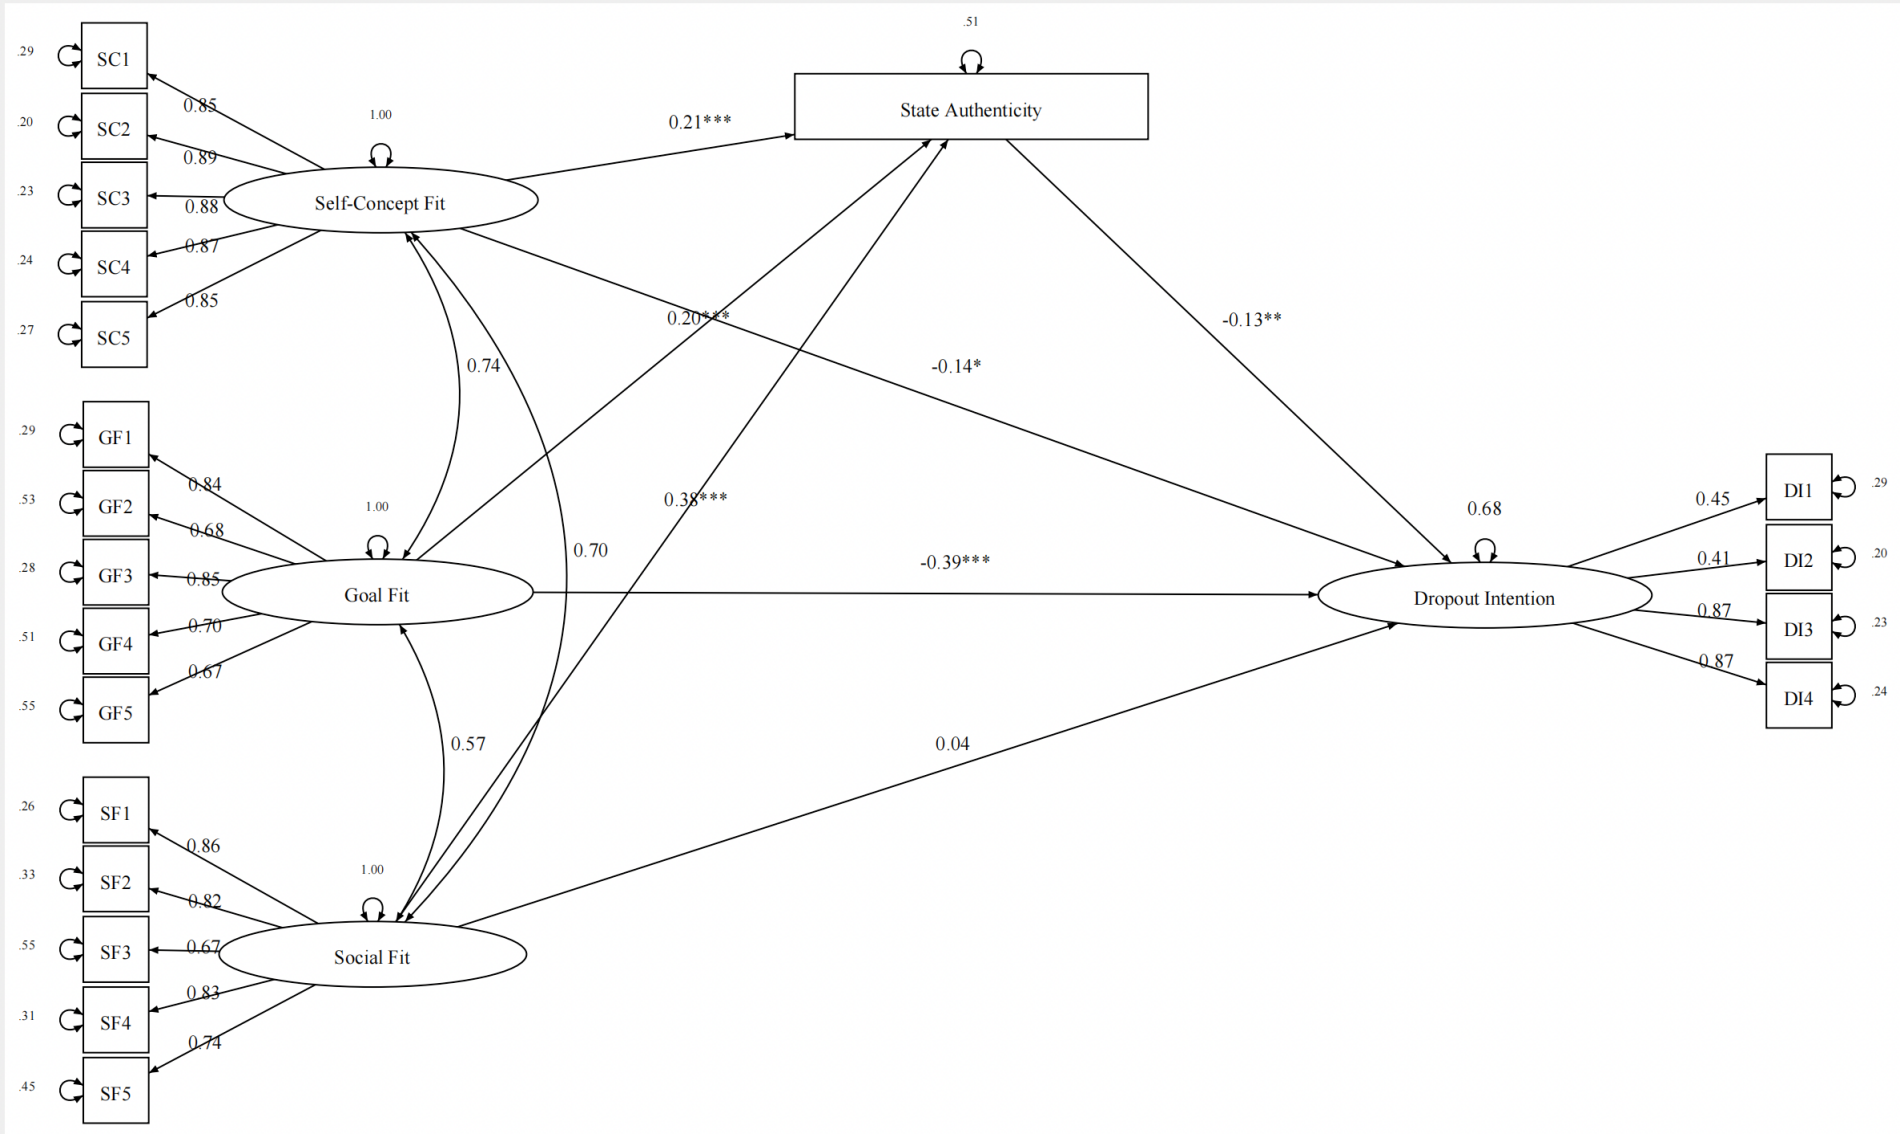 .51
State Authenticity
.29
SC1
0.85
.20
SC2
0.89
.23
SC3
0.88
.24
SC4
0.87
.27
SC5
0.85
1.00
Self-Concept Fit
0.21***
0.20***
0.38***
-0.14*
-0.13**
0.74
0.70
0.57
.29
GF1
0.84
.53
GF2
0.68
.28
GF3
0.85
.51
GF4
0.70
.55
GF5
0.67
1.00
Goal Fit
-0.39***
0.04
0.68
Dropout Intention
0.45
DI1
.29
0.41
DI2
.20
0.87
DI3
.23
0.87
DI4
.24
.26
SF1
0.86
.33
SF2
0.82
.55
SF3
0.67
.31
SF4
0.83
.45
SF5
0.74
1.00
Social Fit